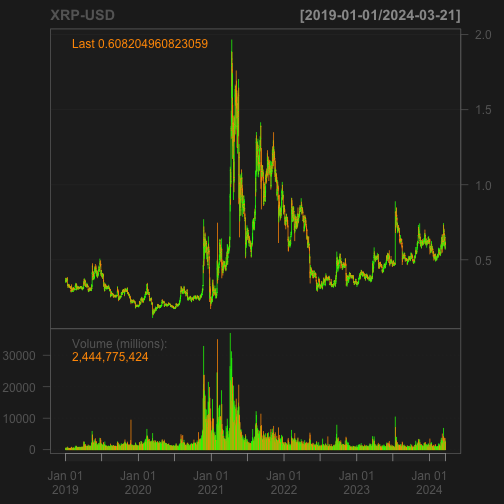 XRP-USD [2019-01-01/2024-03-21]
Last 0.608204960823059
2.0
1.5
1.0
0.5
Volume (millions):
2,444,775,424
30000
20000
10000
0
Jan 01 Jan 01 Jan 01 Jan 01 Jan 01 Jan 01
2019 2020 2021 2022 2023 2024